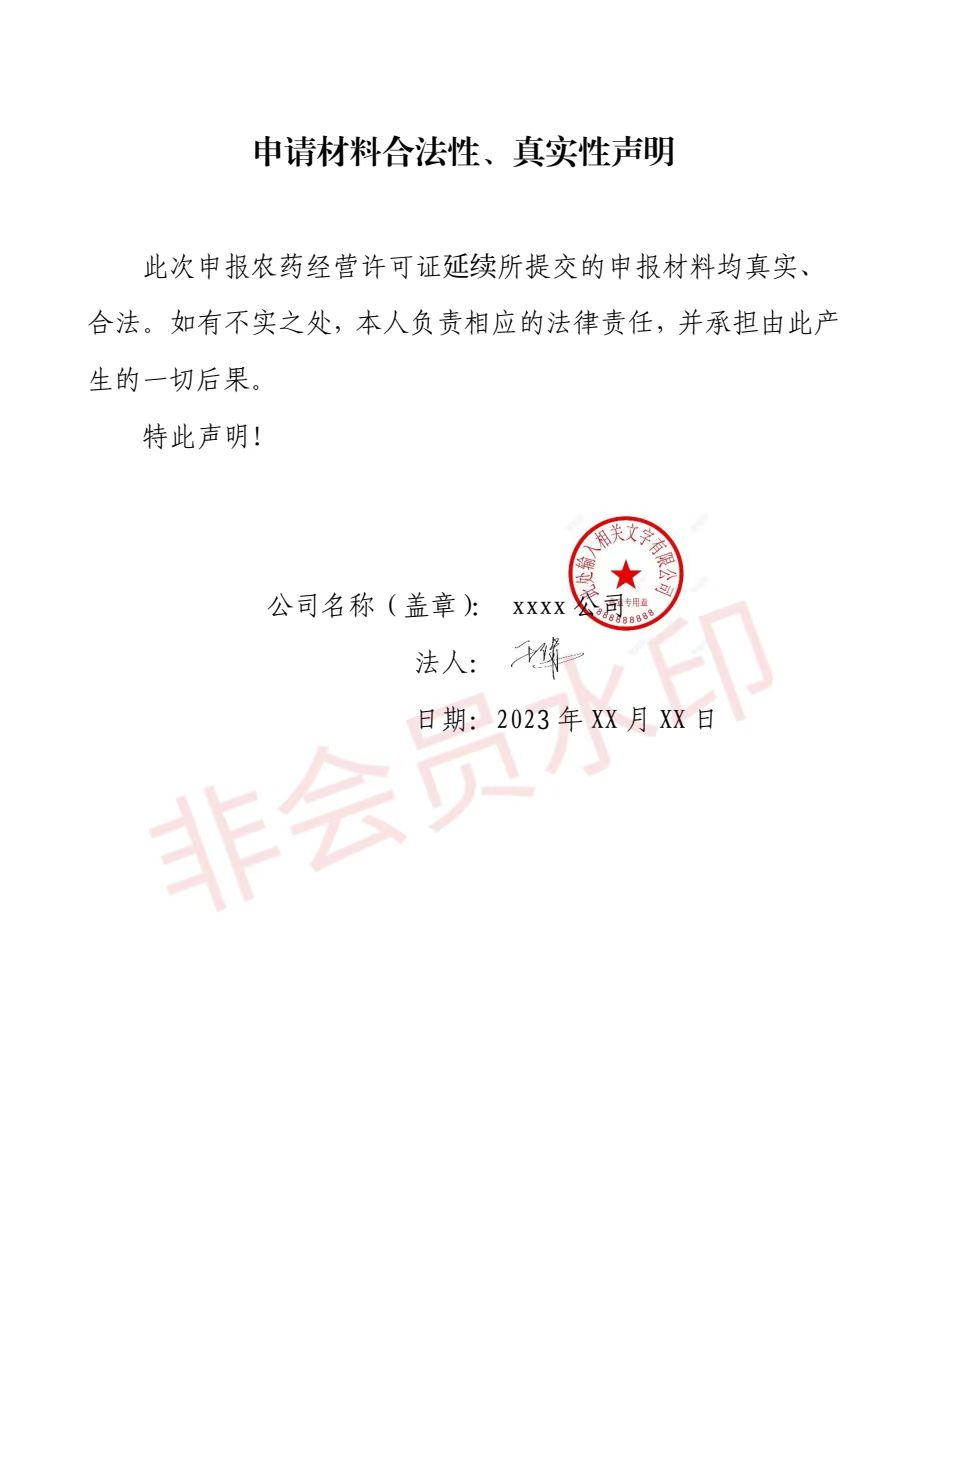 申请材料合法性、真实性声明
此次申报农药经营许可证延续所提交的申报材料均真实、
合法。如有不实之处，本人负责相应的法律责任，并承担由此产
生的一切后果。
特此声明！
此处输入相关文字有限公司
专用
888888888
公司名称（盖章）： xxxx 公司
法人：
日期：2023 年 XX 月 XX 日
非会员水印